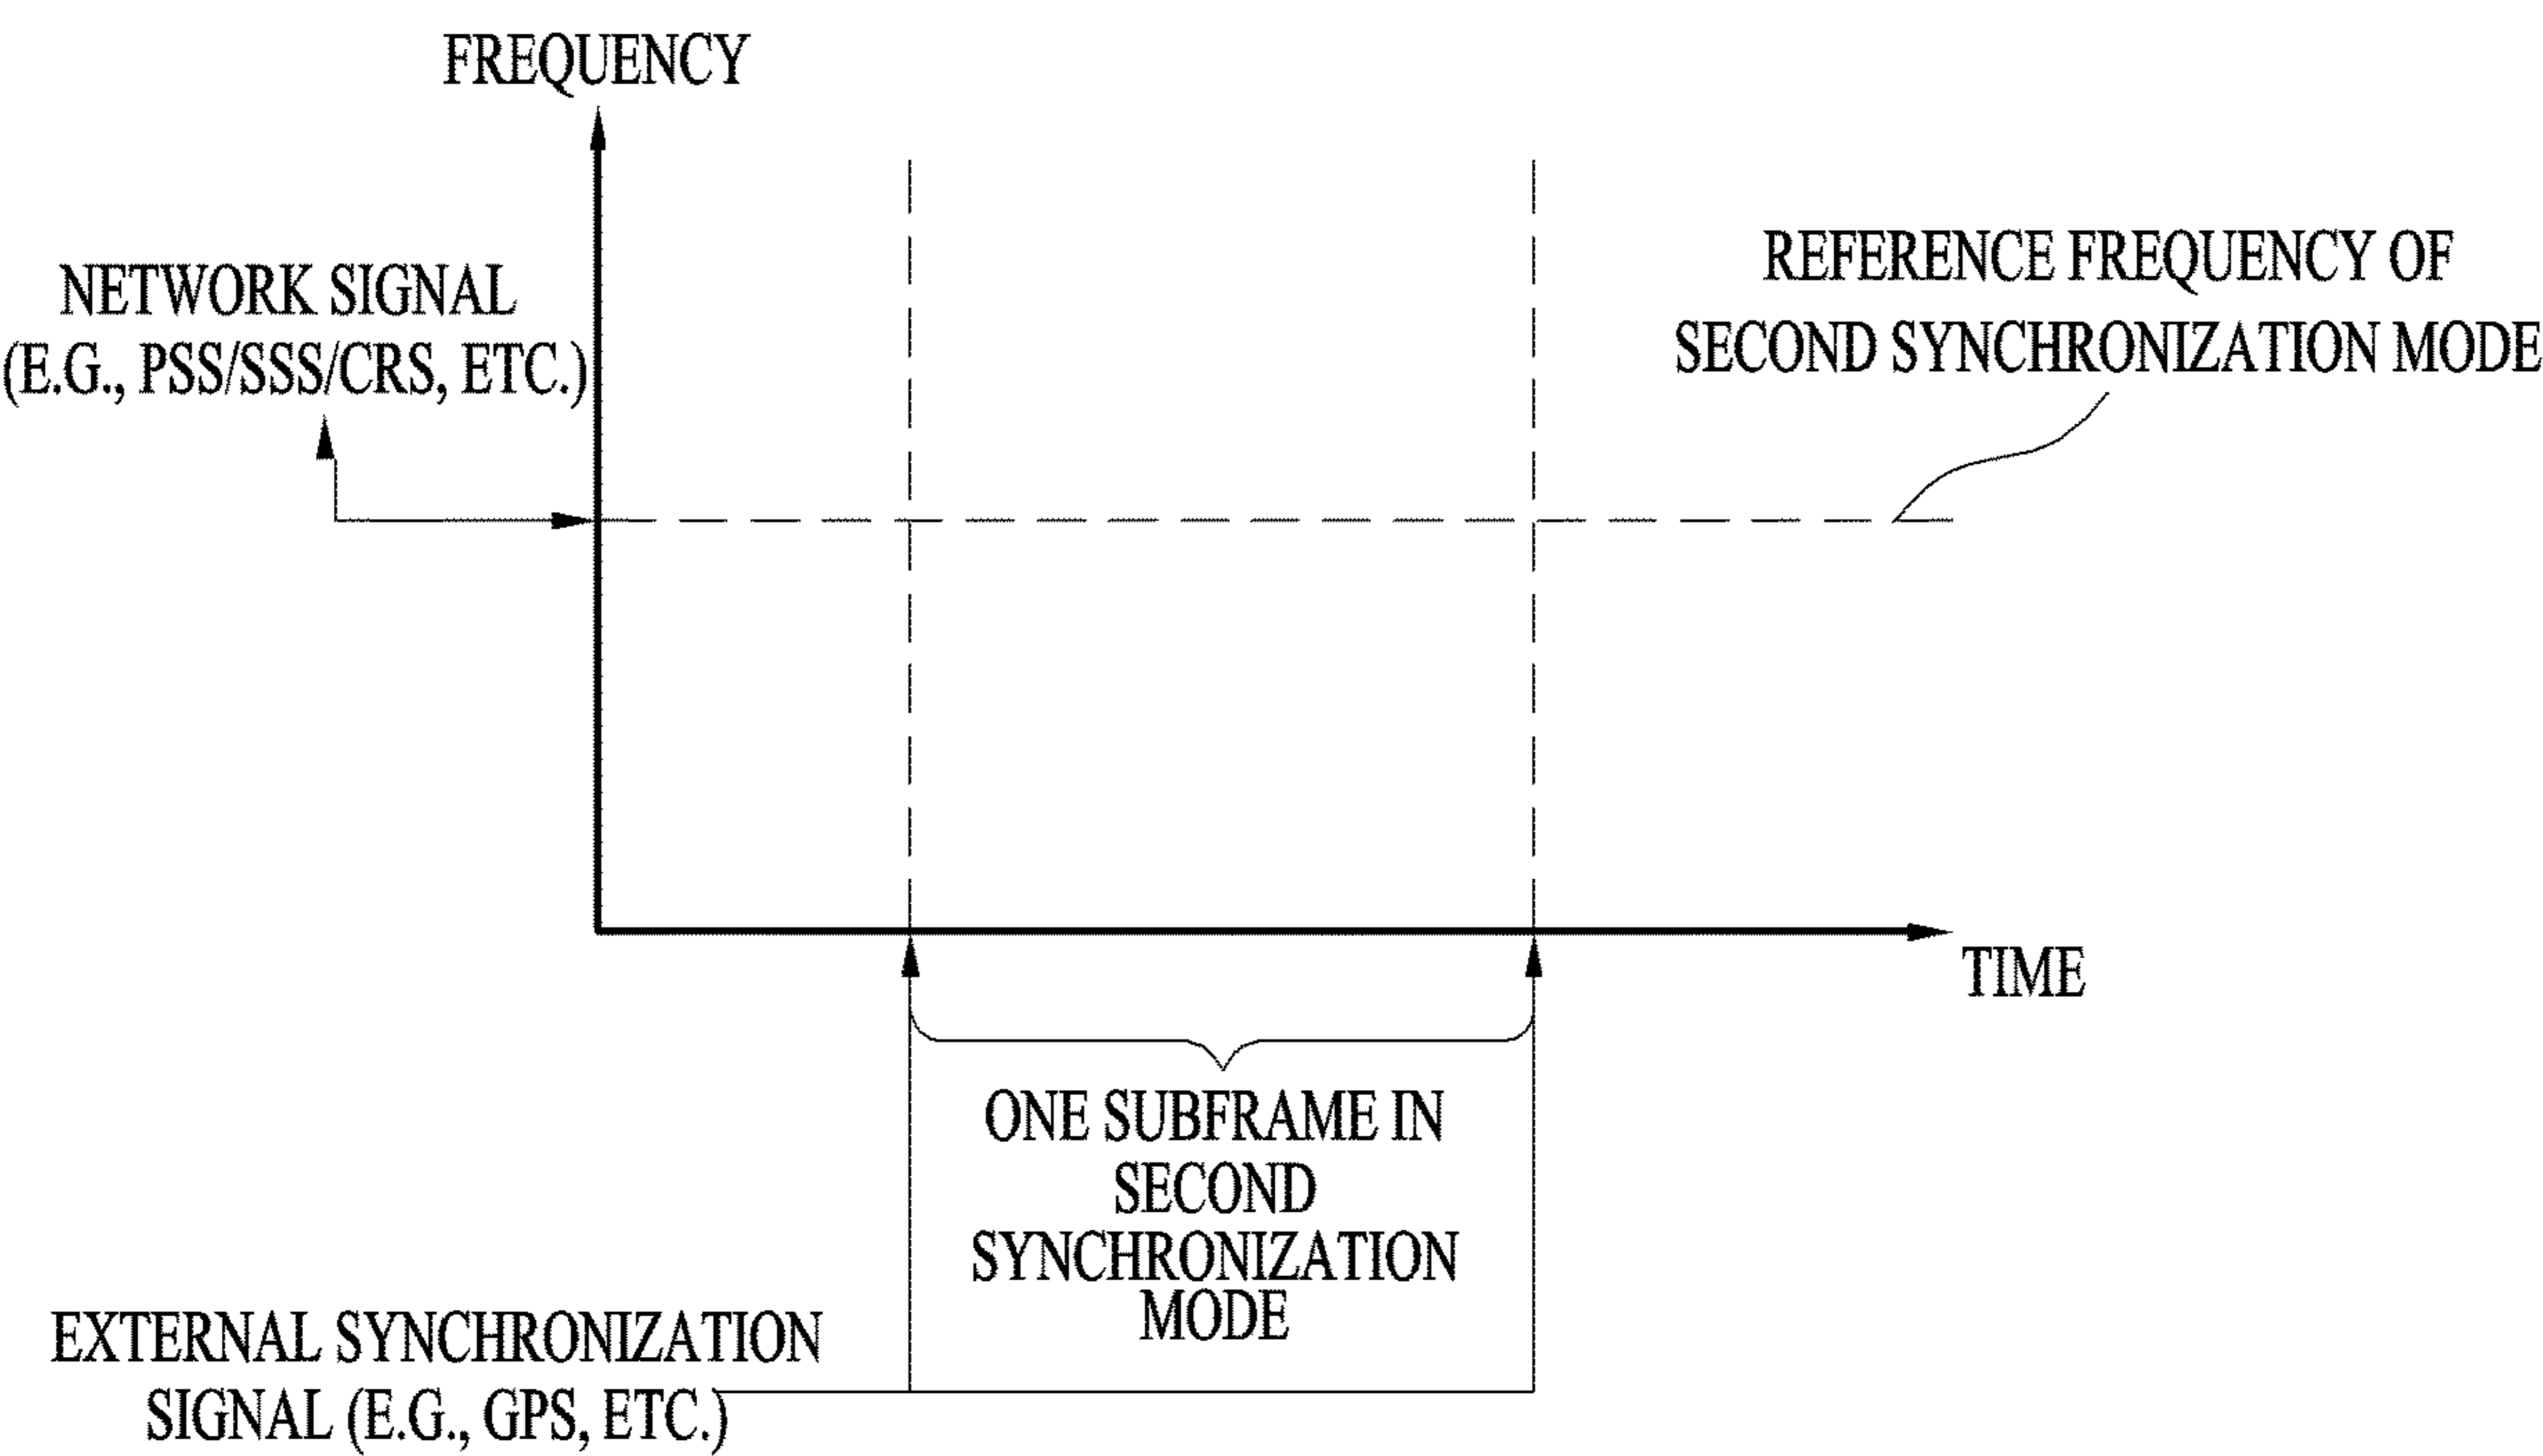 FREQUENCY
NETWORK SIGNAL
(E.G., PSS/SSS/CRS, ETC.)
REFERENCE FREQUENCY OF
SECOND SYNCHRONIZATION MODE
TIME
ONE SUBFRAME IN
SECOND
SYNCHRONIZATION
MODE
EXTERNAL SYNCHRONIZATION
SIGNAL (E.G., GPS, ETC.)